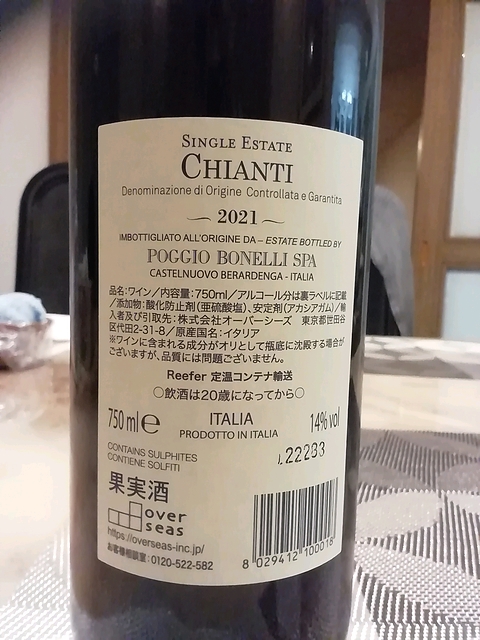 SINGLE ESTATE
CHIANTI
Denominazione di Origine Controllata e Garantita
2021
IMBOTTIGLIATO ALL'ORIGINE DA – ESTATE BOTTLED BY
POGGIO BONELLI SPA
CASTELNUOVO BERARDENGA - ITALIA
品名:ワイン/内容量:750ml/アルコール分は裏ラベルに記載
/添加物:酸化防止剤(亜硫酸塩)、安定剤(アカシアガム)/輸
入者及び引取先:株式会社オーバーシーズ 東京都世田谷
区代田2-31-8/原産国名:イタリア
※ワインに含まれる成分がオリとして瓶底に沈殿する場合が
ございますが、品質には問題ございません。
Reefer 定温コンテナ輸送
○飲酒は20歳になってから○
750 ml e
ITALIA
14% vol
PRODOTTO IN ITALIA
CONTAINS SULPHITES
CONTIENE SOLFITI
L22283
果実酒
over
seas
https://overseas-inc.jp/
お客様相談室:0120-522-582
8 029412 100018